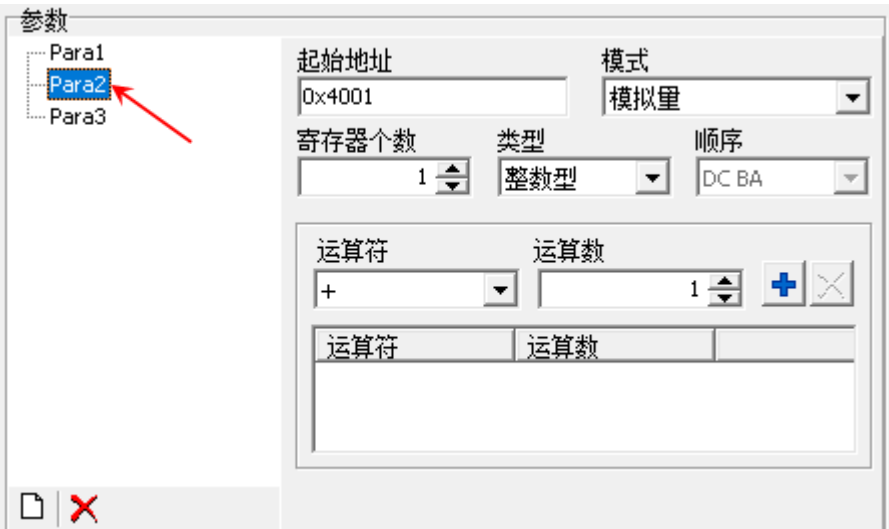 参数
Para1
Para2
Para3
起始地址 模式
0x4001 模拟量
寄存器个数 类型 顺序
1 整数型 DC BA
运算符 运算数
+ 1
运算符 运算数